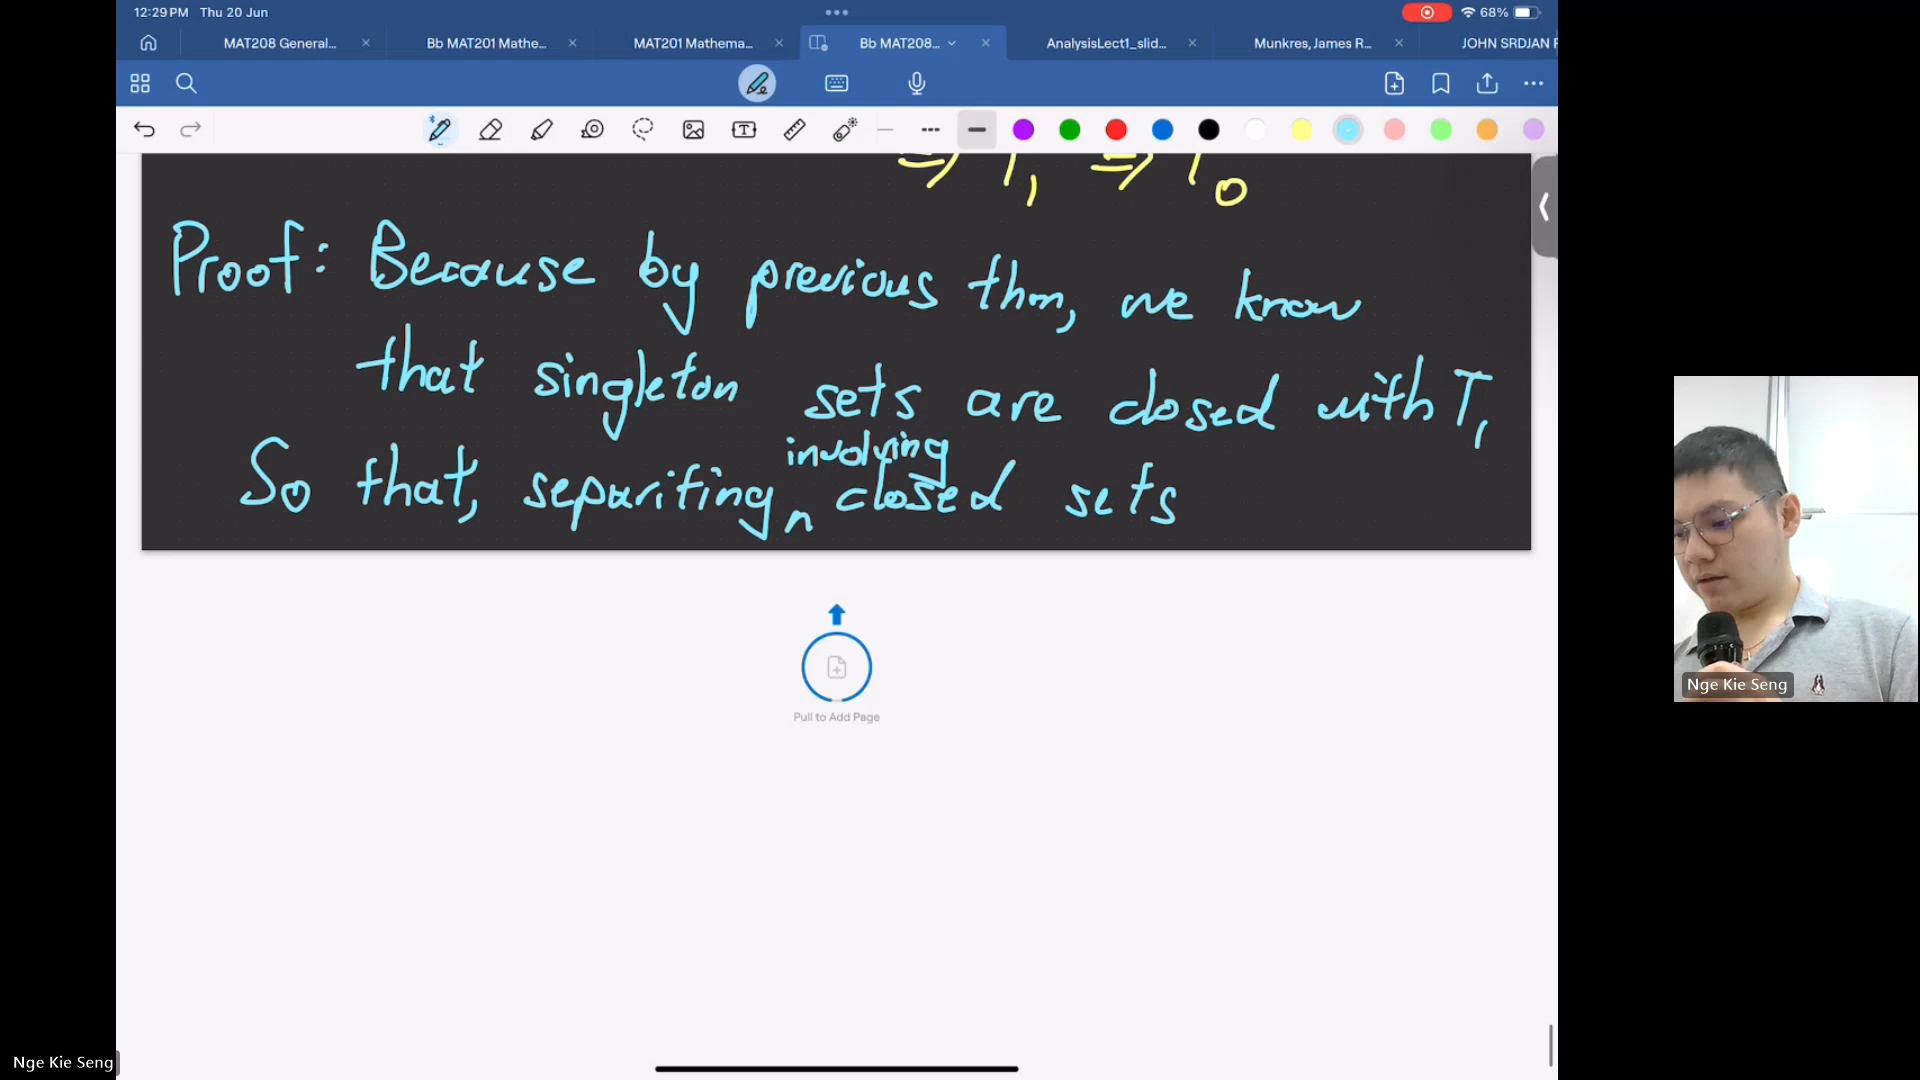 12:29 PM Thu 20 Jun
68%
MAT208 General...
Bb MAT201 Mathe...
MAT201 Mathema...
Bb MAT208...
AnalysisLect1_slid...
Munkres, James R...
JOHN SRDJAN
⇒ T₁ ⇒ T₀
Proof: Because by previous thm, we know
that singleton sets are closed with T₁
involving
So that, separiting closed sets
Pull to Add Page
Nge Kie Seng
Nge Kie Seng